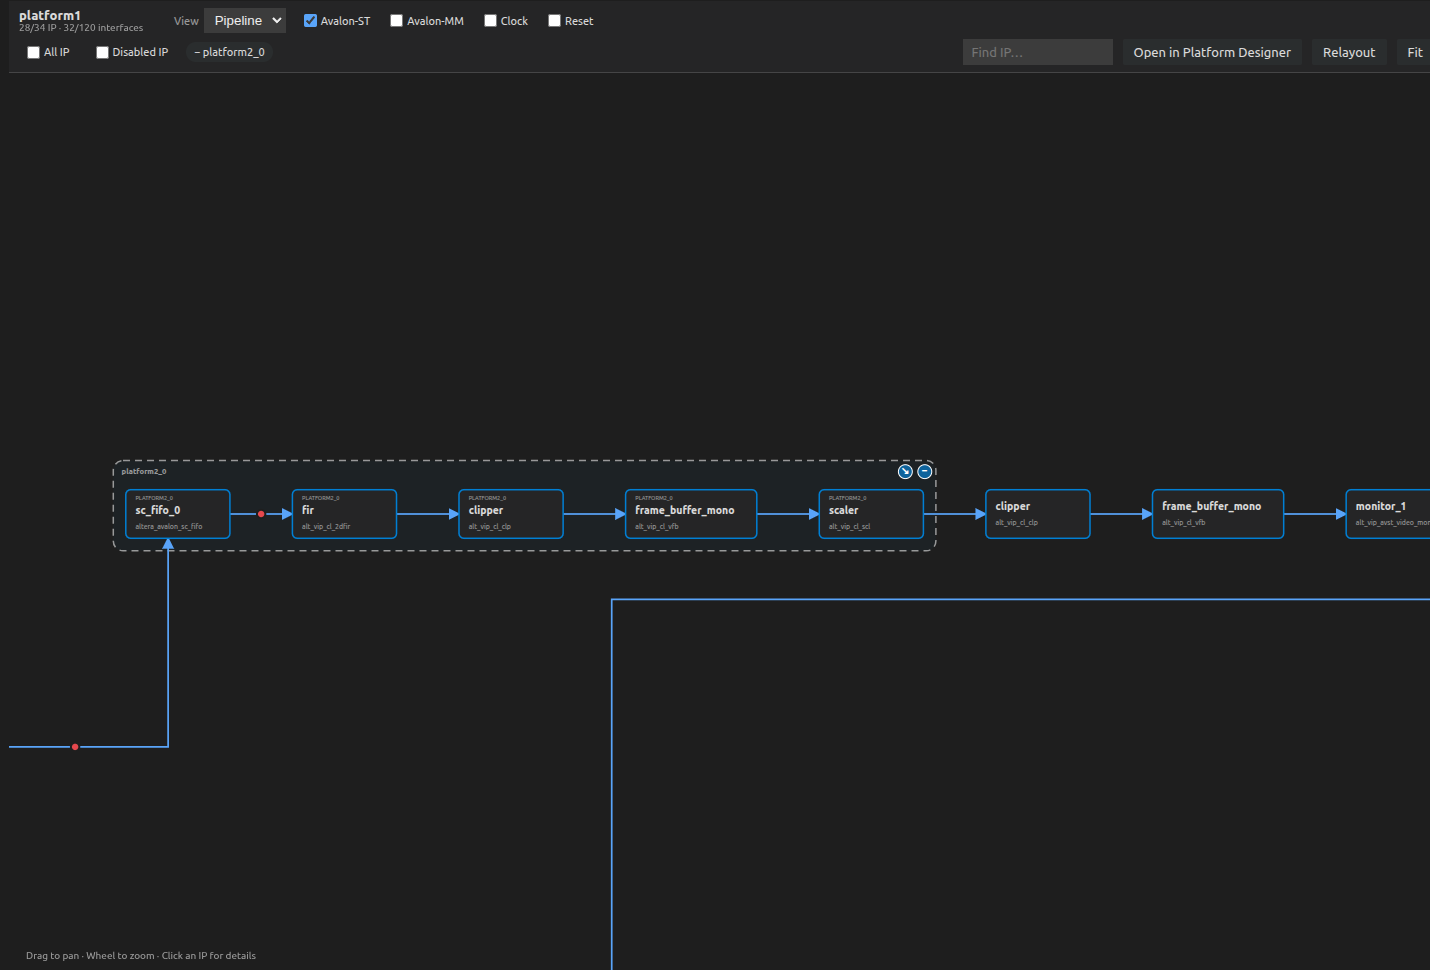 platform1
28/34 IP · 32/120 interfaces
View
Pipeline
Avalon-ST
Avalon-MM
Clock
Reset
All IP
Disabled IP
− platform2_0
Find IP...
Open in Platform Designer
Relayout
Fit
platform2_0
PLATFORM2_0
sc_fifo_0
altera_avalon_sc_fifo
PLATFORM2_0
fir
alt_vip_cl_2dfir
PLATFORM2_0
clipper
alt_vip_cl_clp
PLATFORM2_0
frame_buffer_mono
alt_vip_cl_vfb
PLATFORM2_0
scaler
alt_vip_cl_scl
clipper
alt_vip_cl_clp
frame_buffer_mono
alt_vip_cl_vfb
monitor_1
alt_vip_avst_video_mor
Drag to pan · Wheel to zoom · Click an IP for details